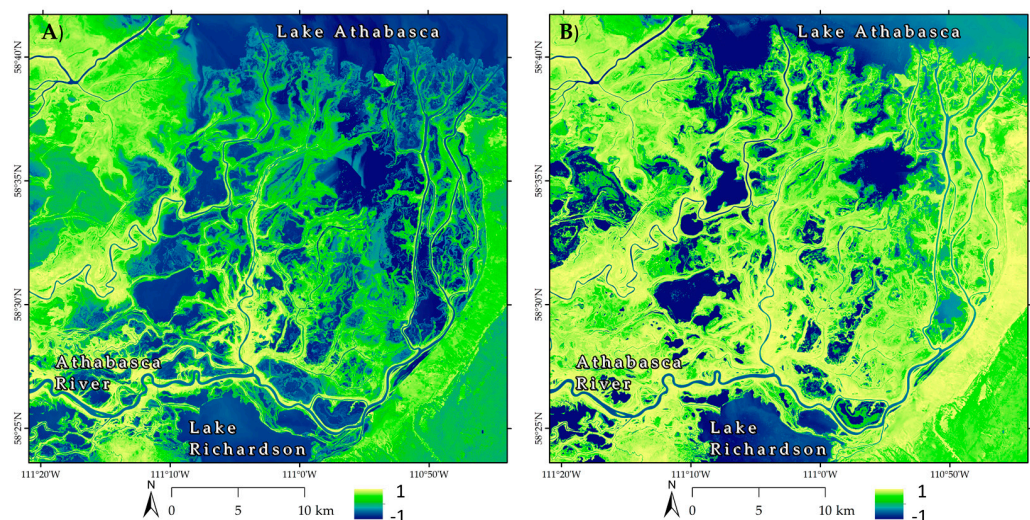 A)
Lake Athabasca
58°40'N
58°35'N
58°30'N
58°25'N
Athabasca
River
Lake
Richardson
111°20'W
111°10'W
111°0'W
110°50'W
N
0
5
10 km
1
-1
B)
Lake Athabasca
58°40'N
58°35'N
58°30'N
58°25'N
Athabasca
River
Lake
Richardson
111°20'W
111°10'W
111°0'W
110°50'W
N
0
5
10 km
1
-1